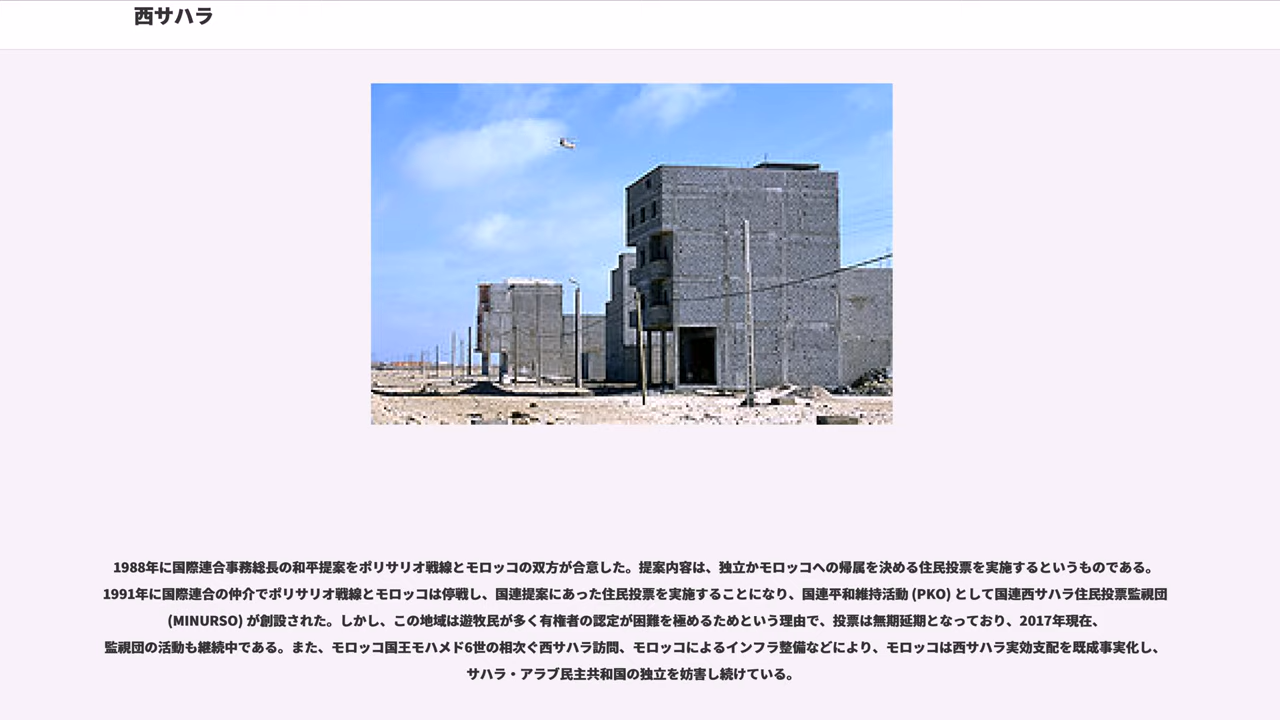 西サハラ
1988年に国際連合事務総長の和平提案をポリサリオ戦線とモロッコの双方が合意した。提案内容は、独立かモロッコへの帰属を決める住民投票を実施するというものである。
1991年に国際連合の仲介でポリサリオ戦線とモロッコは停戦し、国連提案にあった住民投票を実施することになり、国連平和維持活動 (PKO) として国連西サハラ住民投票監視団
(MINURSO) が創設された。しかし、この地域は遊牧民が多く有権者の認定が困難を極めるためという理由で、投票は無期延期となっており、2017年現在、
監視団の活動も継続中である。また、モロッコ国王モハメド6世の相次ぐ西サハラ訪問、モロッコによるインフラ整備などにより、モロッコは西サハラ実効支配を既成事実化し、
サハラ・アラブ民主共和国の独立を妨害し続けている。